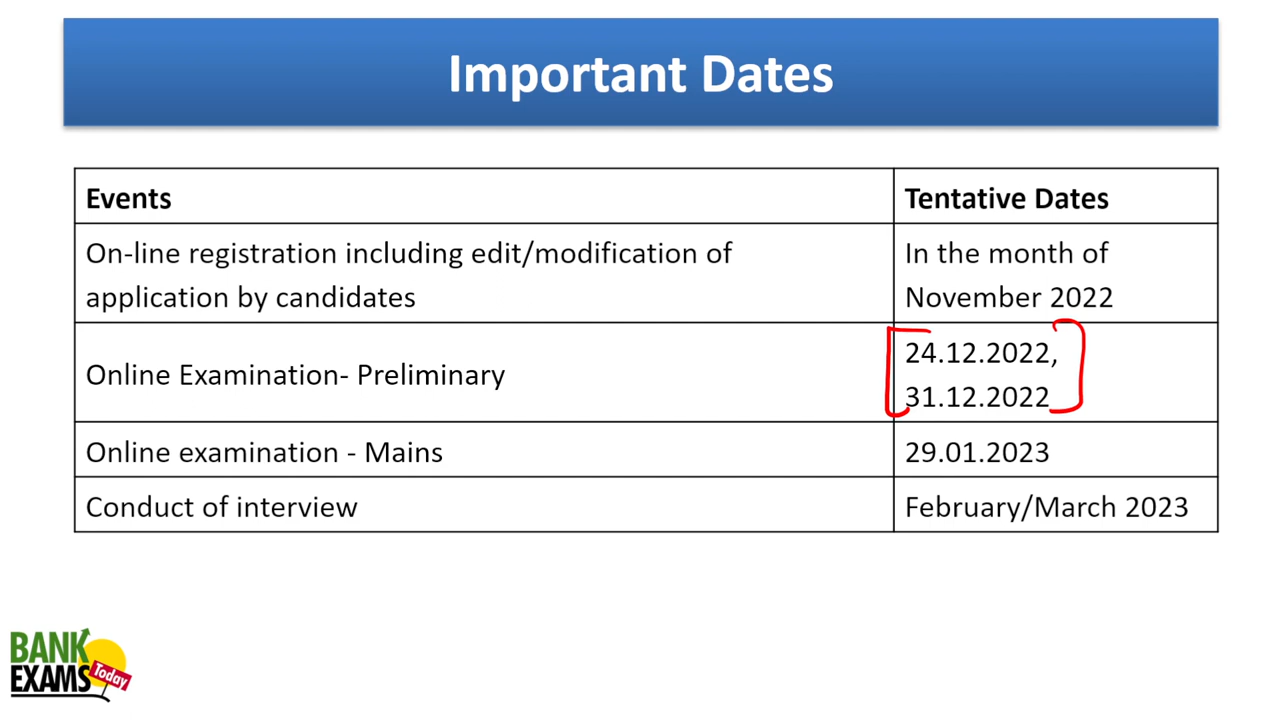 Important Dates
Events
Tentative Dates
On-line registration including edit/modification of
application by candidates
In the month of
November 2022
Online Examination- Preliminary
24.12.2022,
31.12.2022
Online examination - Mains
29.01.2023
Conduct of interview
February/March 2023
BANK
EXAMS
Today